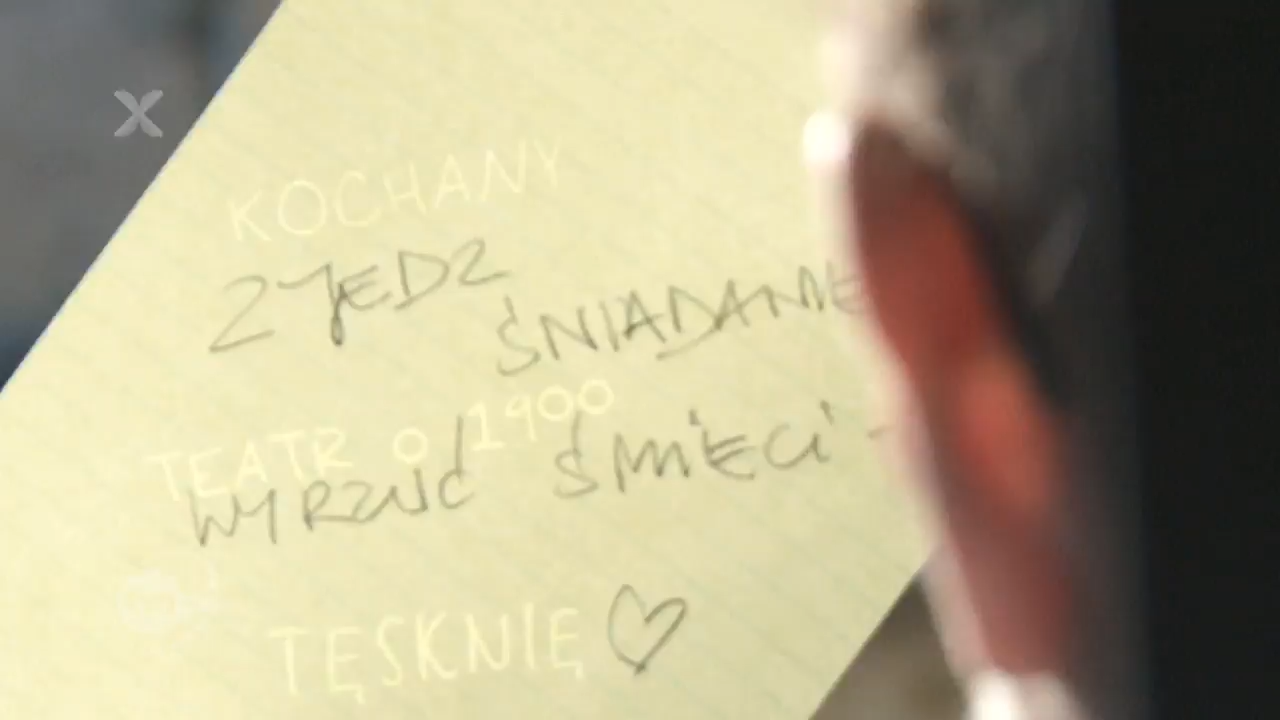 KOCHANY
ZJEDZ
ŚNIADANIE
TEATR O 1900
WYRZUĆ ŚMIECI -
TĘSKNIĘ